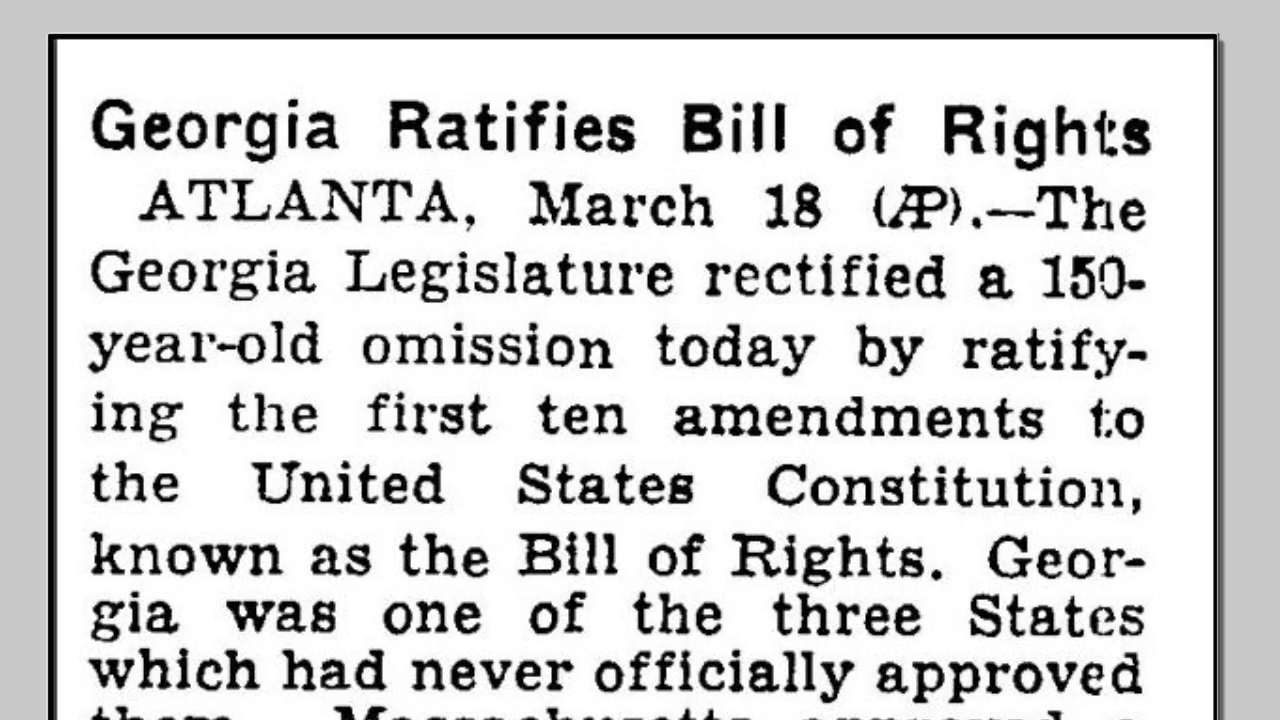 Georgia Ratifies Bill of Rights
ATLANTA, March 18 (AP).—The
Georgia Legislature rectified a 150-
year-old omission today by ratify-
ing the first ten amendments to
the United States Constitution,
known as the Bill of Rights. Geor-
gia was one of the three States
which had never officially approved